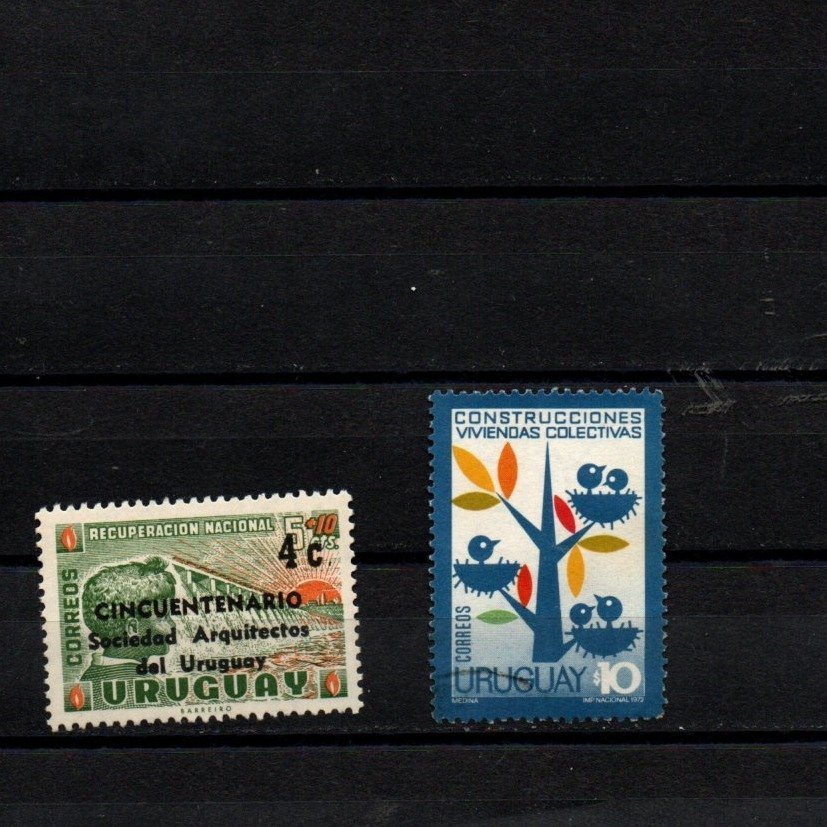 RECUPERACION NACIONAL
5+10
cts.
4c.
CORREOS
CINCUENTENARIO
Sociedad Arquitectos
del Uruguay
URUGUAY
BARREIRO
CONSTRUCCIONES
VIVIENDAS COLECTIVAS
CORREOS
URUGUAY $10
MEDINA IMP NACIONAL 1972